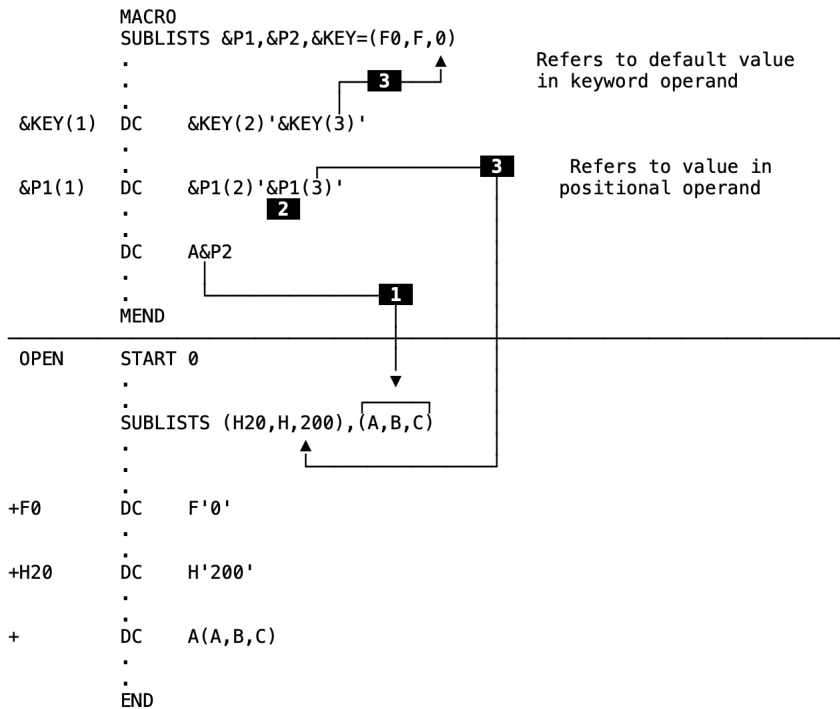 MACRO
SUBLISTS &P1,&P2,&KEY=(F0,F,0)
.
Refers to default value
.
3
in keyword operand
.
&KEY(1) DC &KEY(2)'&KEY(3)'
.
.
3
Refers to value in
&P1(1) DC &P1(2)'&P1(3)'
positional operand
.
2
.
DC A&P2
.
.
1
MEND
OPEN START 0
.
.
SUBLISTS (H20,H,200),(A,B,C)
.
.
.
+F0 DC F'0'
.
.
+H20 DC H'200'
.
.
+ DC A(A,B,C)
.
.
END